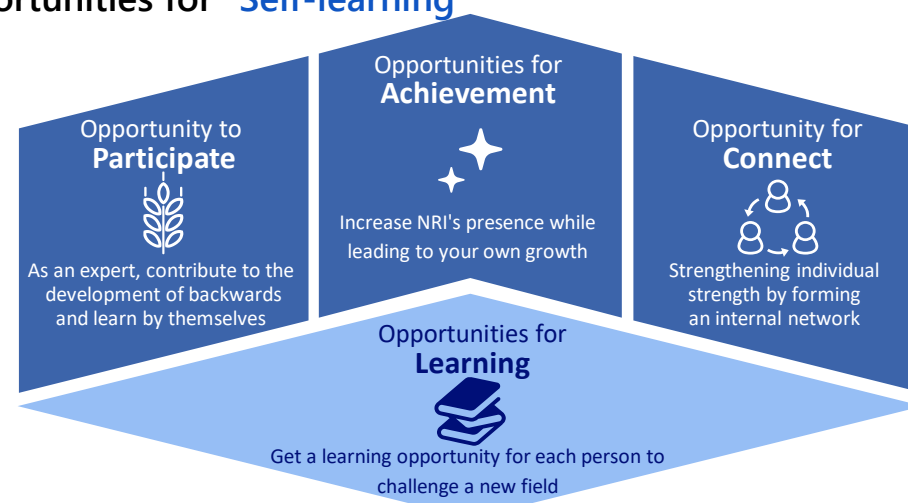 ortunities for "Self-learning"
Opportunities for
Achievement
Increase NRI's presence while
leading to your own growth
Opportunity to
Participate
As an expert, contribute to the
development of backwards
and learn by themselves
Opportunity for
Connect
Strengthening individual
strength by forming
an internal network
Opportunities for
Learning
Get a learning opportunity for each person to
challenge a new field